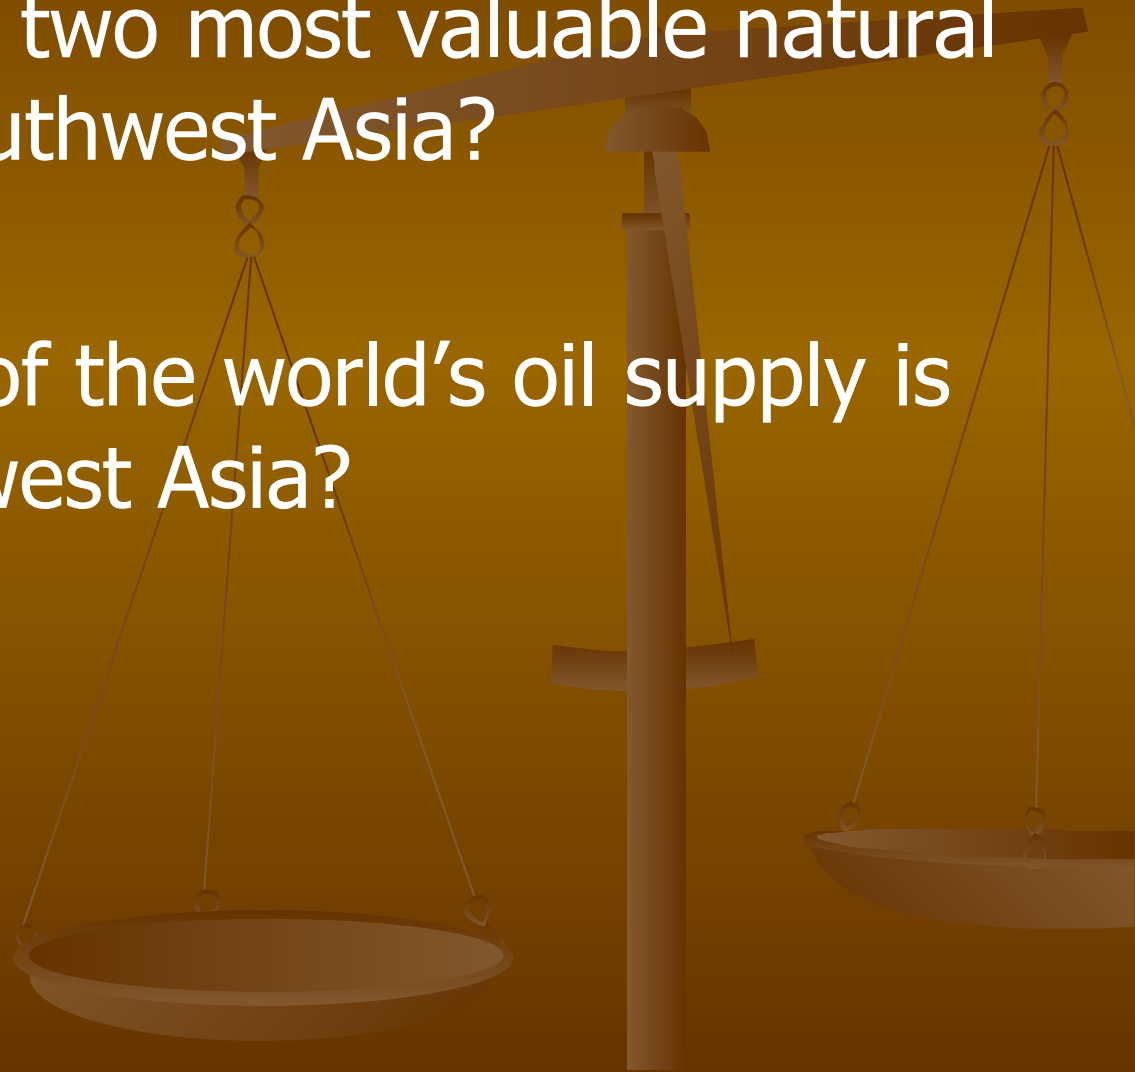 two most valuable natural
uthwest Asia?
of the world’s oil supply is
west Asia?